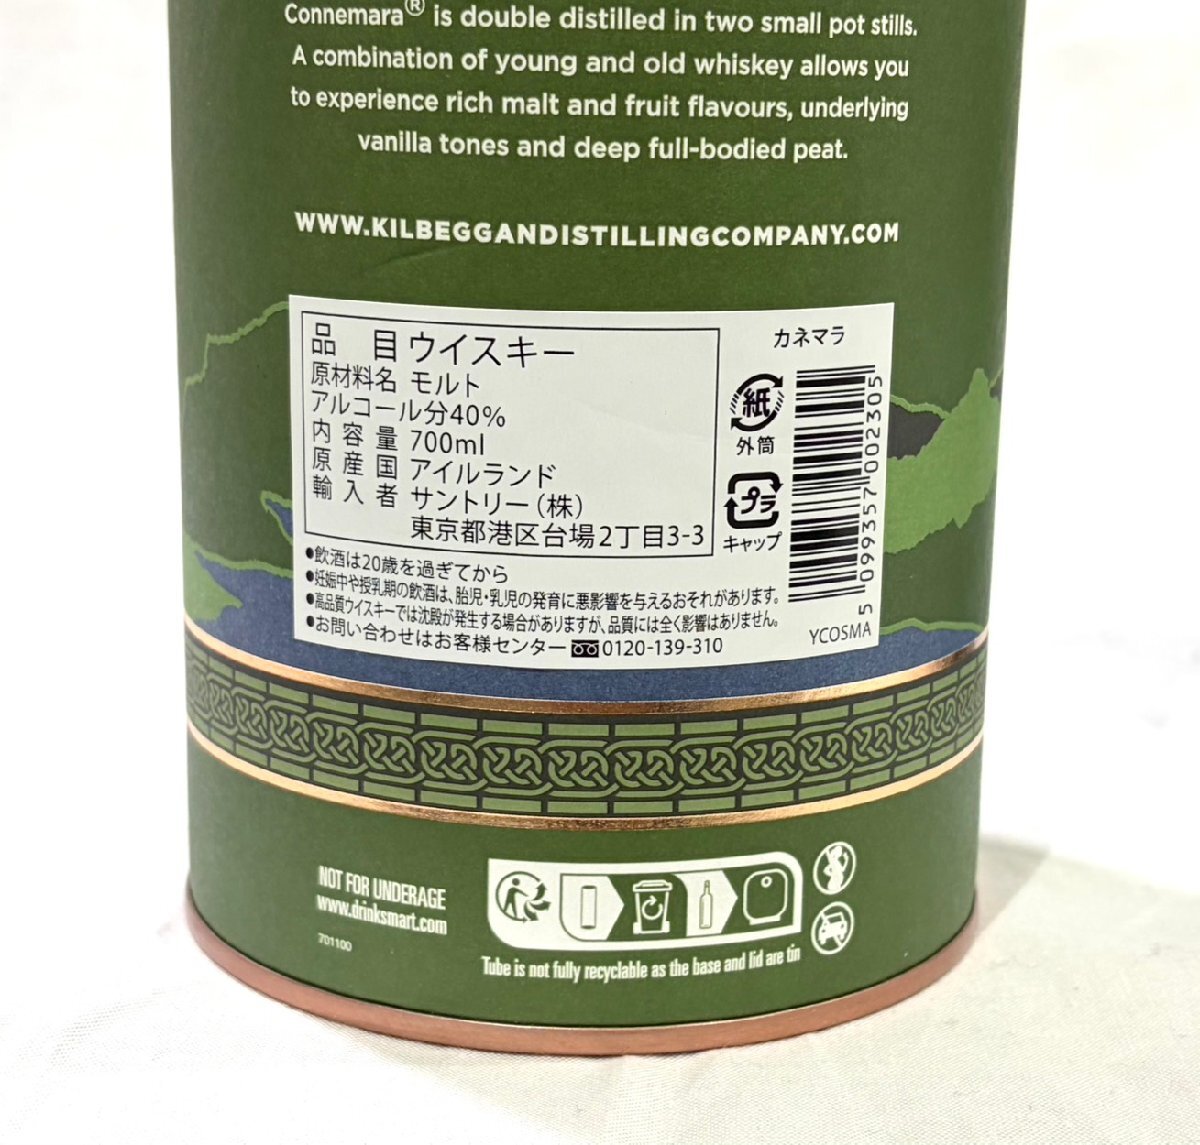 Connemara® is double distilled in two small pot stills.
A combination of young and old whiskey allows you
to experience rich malt and fruit flavours, underlying
vanilla tones and deep full-bodied peat.
WWW.KILBEGGANDISTILLINGCOMPANY.COM
品目 ウイスキー
原材料名 モルト
アルコール分40%
内容量 700ml
原産国 アイルランド
輸入者 サントリー(株)
東京都港区台場2丁目3-3
カネマラ
紙
外筒
プラ
キャップ
5 099357 002305
YCOSMA
●飲酒は20歳を過ぎてから
●妊娠中や授乳期の飲酒は、胎児・乳児の発育に悪影響を与えるおそれがあります。
●高品質ウイスキーでは沈殿が発生する場合がありますが、品質には全く影響はありません。
●お問い合わせはお客様センター 0120-139-310
NOT FOR UNDERAGE
www.drinksmart.com
701100
Tube is not fully recyclable as the base and lid are tin